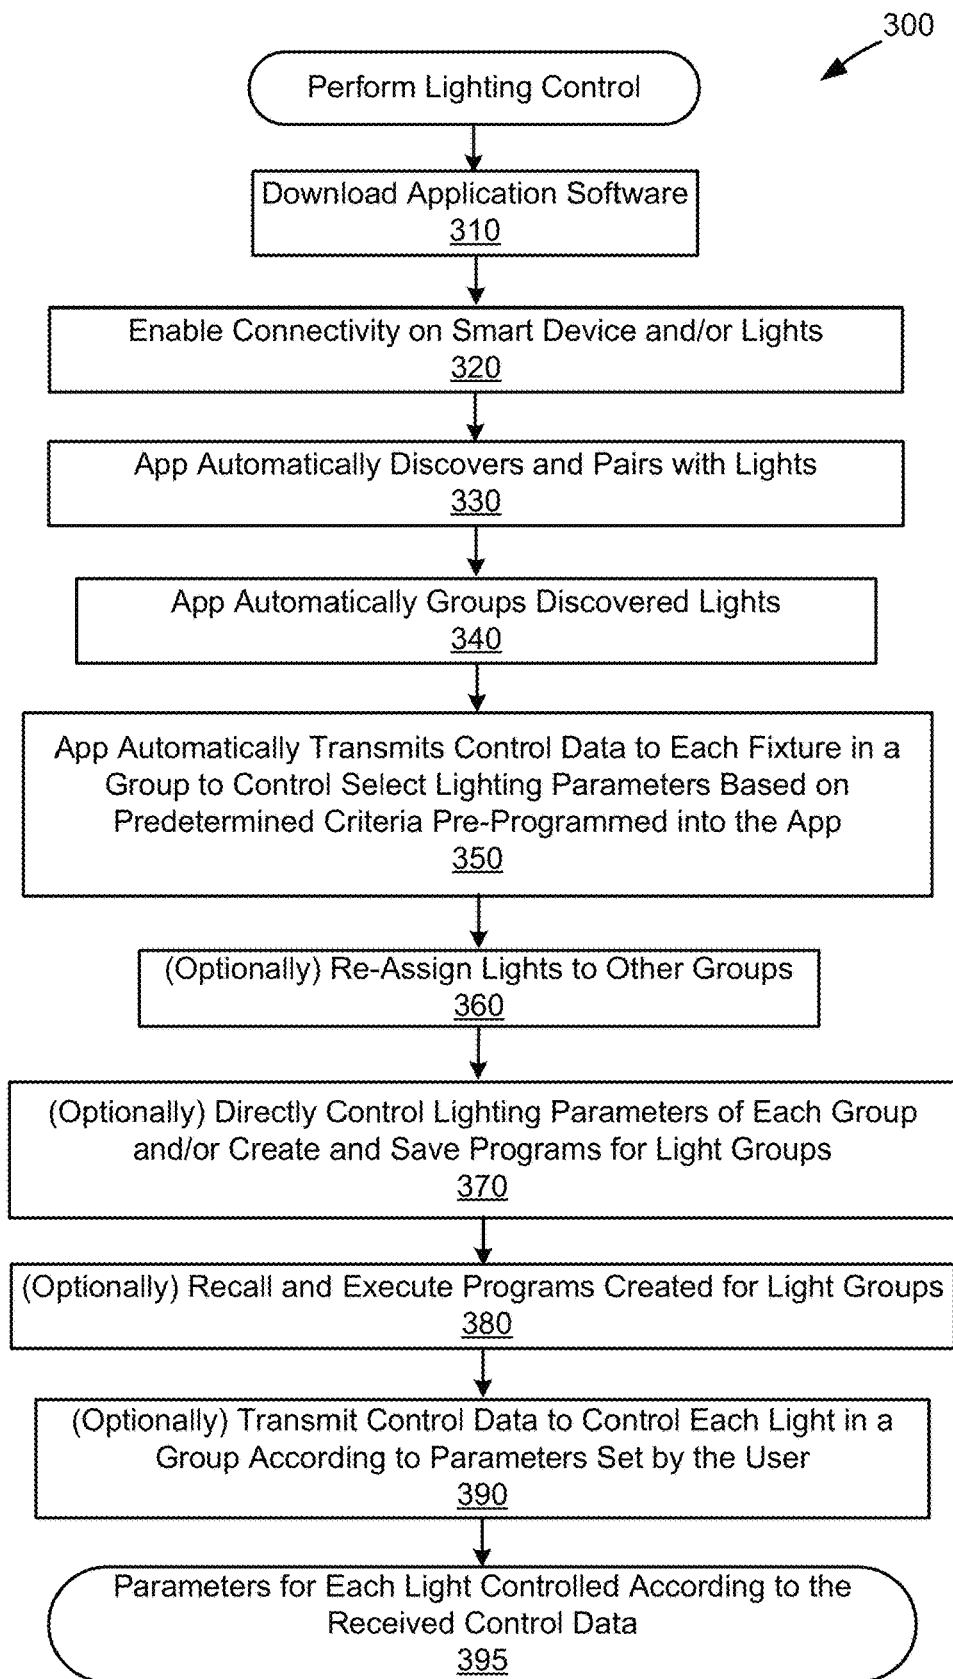 300
Perform Lighting Control
Download Application Software
310
Enable Connectivity on Smart Device and/or Lights
320
App Automatically Discovers and Pairs with Lights
330
App Automatically Groups Discovered Lights
340
App Automatically Transmits Control Data to Each Fixture in a
Group to Control Select Lighting Parameters Based on
Predetermined Criteria Pre-Programmed into the App
350
(Optionally) Re-Assign Lights to Other Groups
360
(Optionally) Directly Control Lighting Parameters of Each Group
and/or Create and Save Programs for Light Groups
370
(Optionally) Recall and Execute Programs Created for Light Groups
380
(Optionally) Transmit Control Data to Control Each Light in a
Group According to Parameters Set by the User
390
Parameters for Each Light Controlled According to the
Received Control Data
395